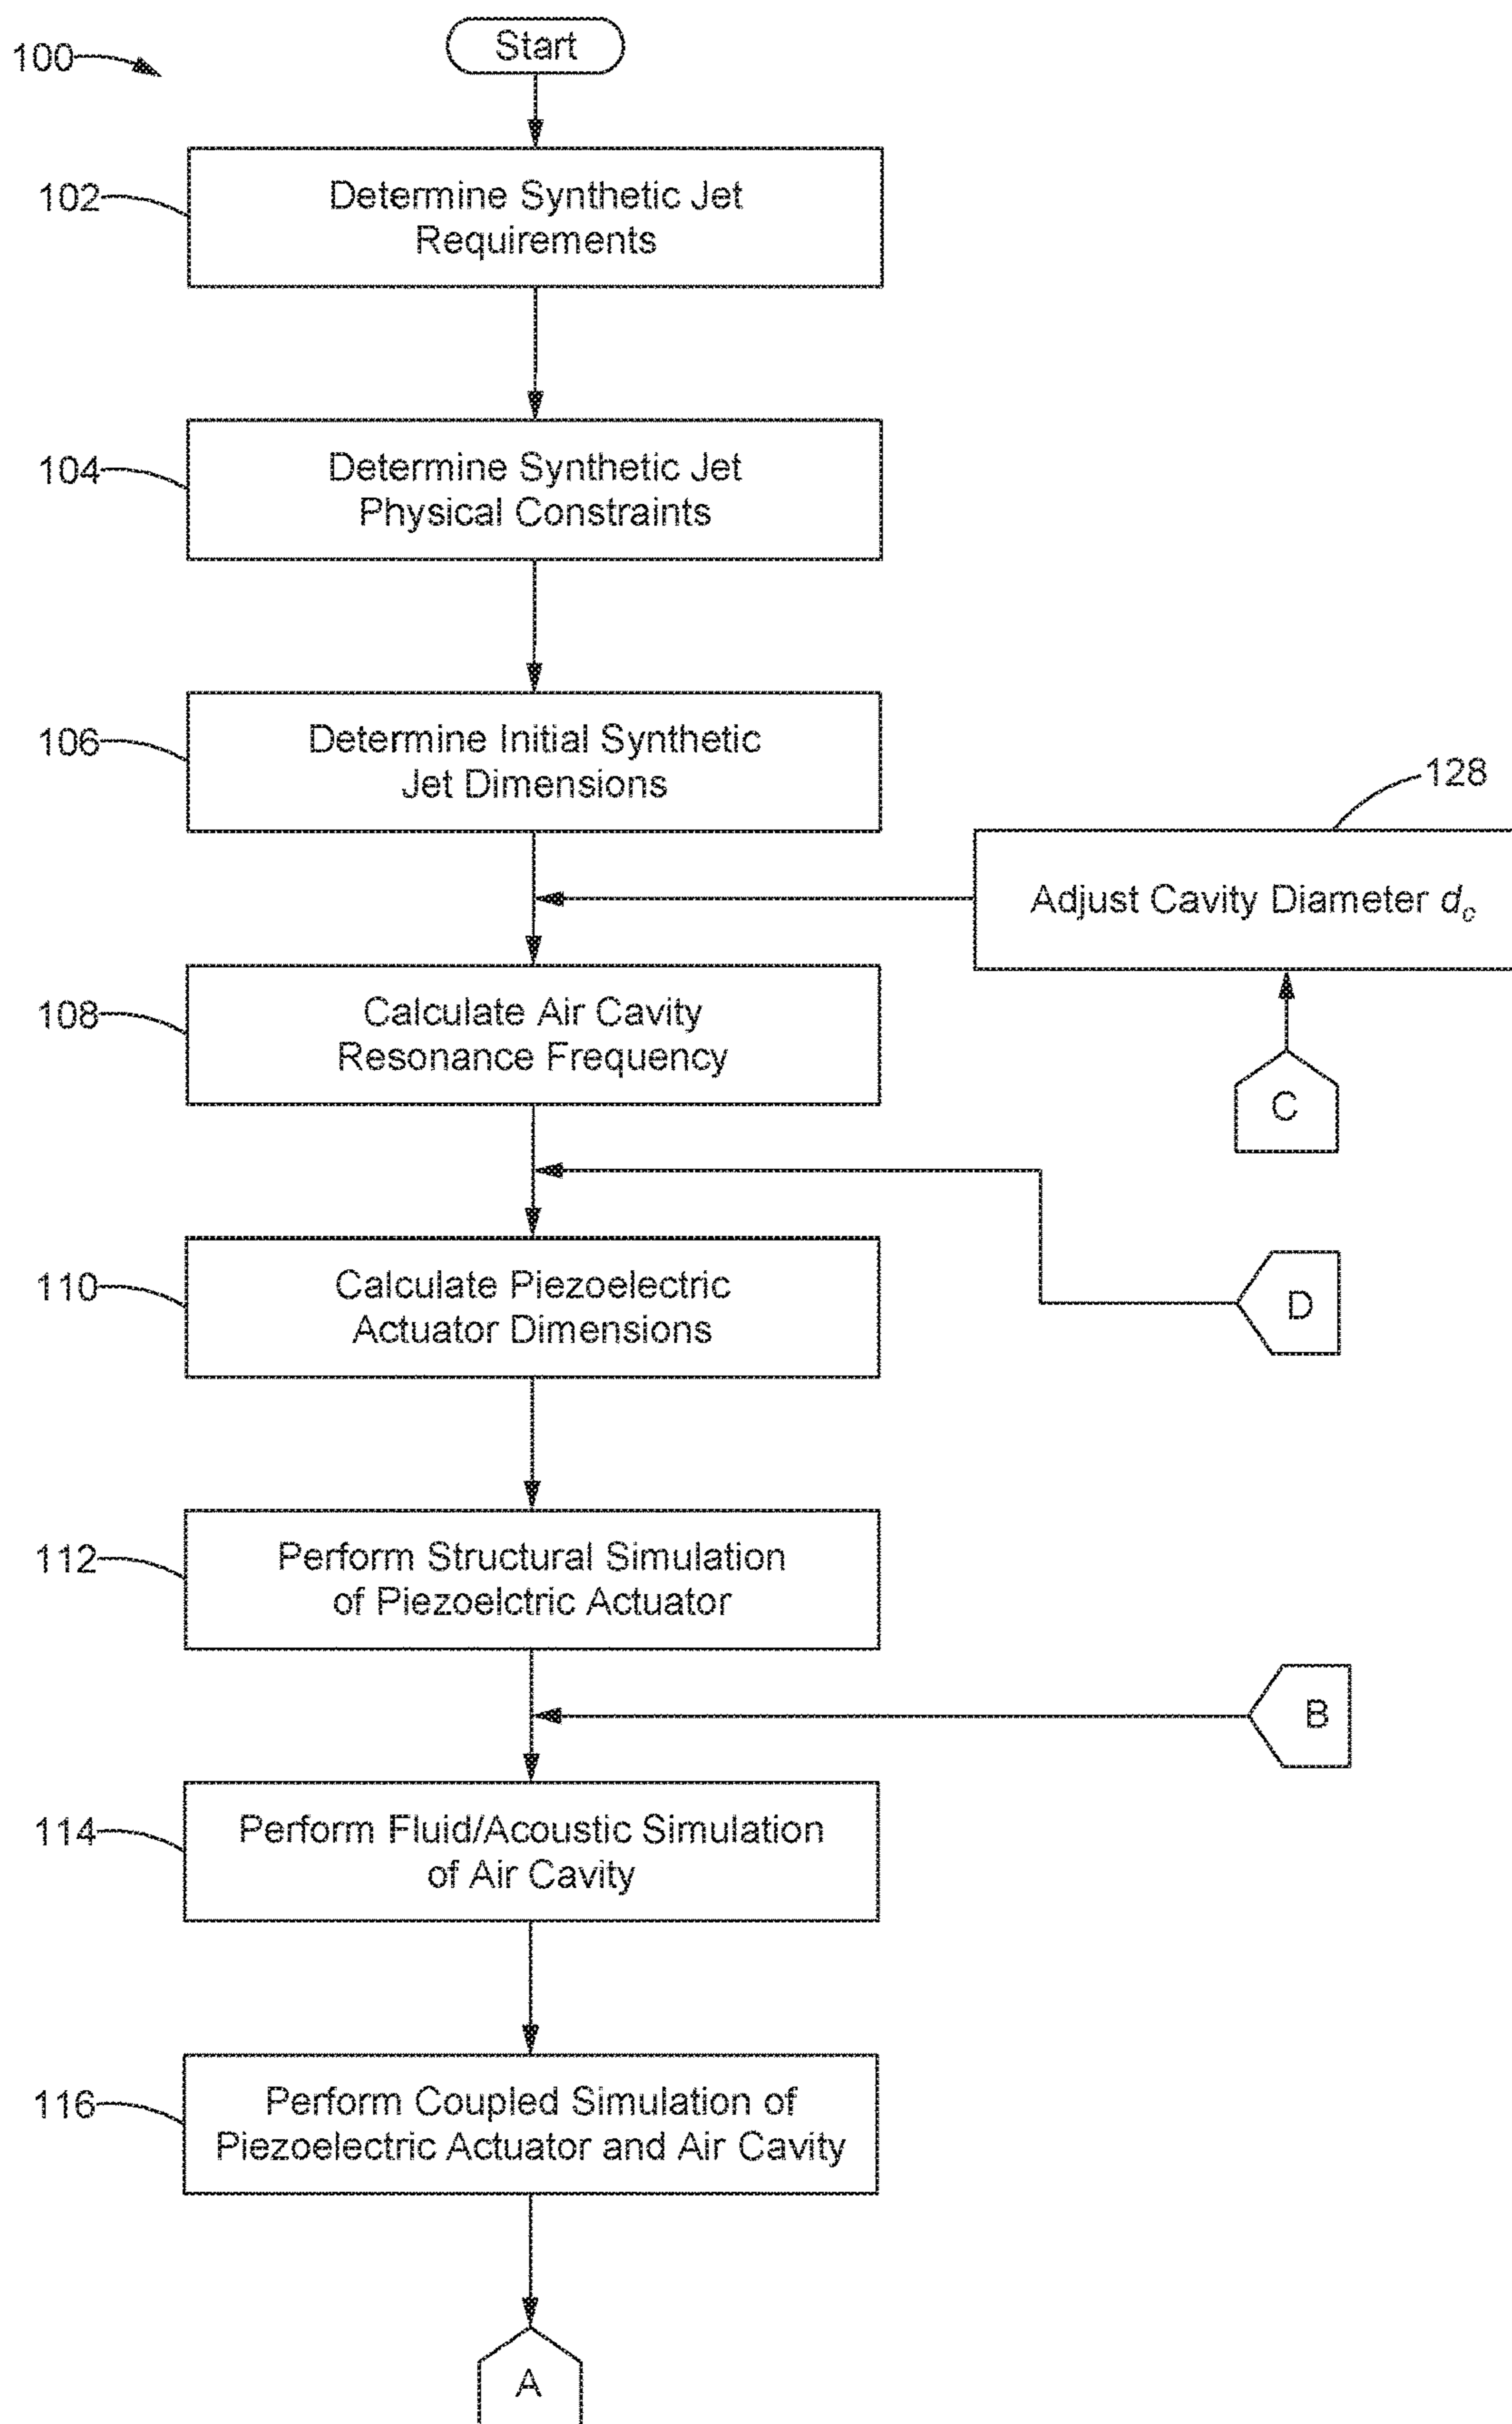 100
Start
102
Determine Synthetic Jet
Requirements
104
Determine Synthetic Jet
Physical Constraints
106
Determine Initial Synthetic
Jet Dimensions
128
Adjust Cavity Diameter dc
108
Calculate Air Cavity
Resonance Frequency
C
110
Calculate Piezoelectric
Actuator Dimensions
D
112
Perform Structural Simulation
of Piezoelctric Actuator
B
114
Perform Fluid/Acoustic Simulation
of Air Cavity
116
Perform Coupled Simulation of
Piezoelectric Actuator and Air Cavity
A